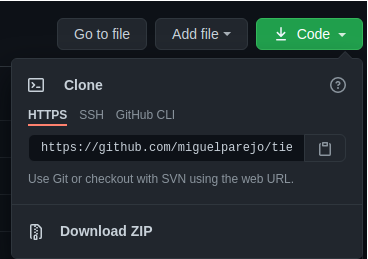 Go to file Add file Code
Clone
HTTPS SSH GitHub CLI
https://github.com/miguelparejo/tie
Use Git or checkout with SVN using the web URL.
Download ZIP